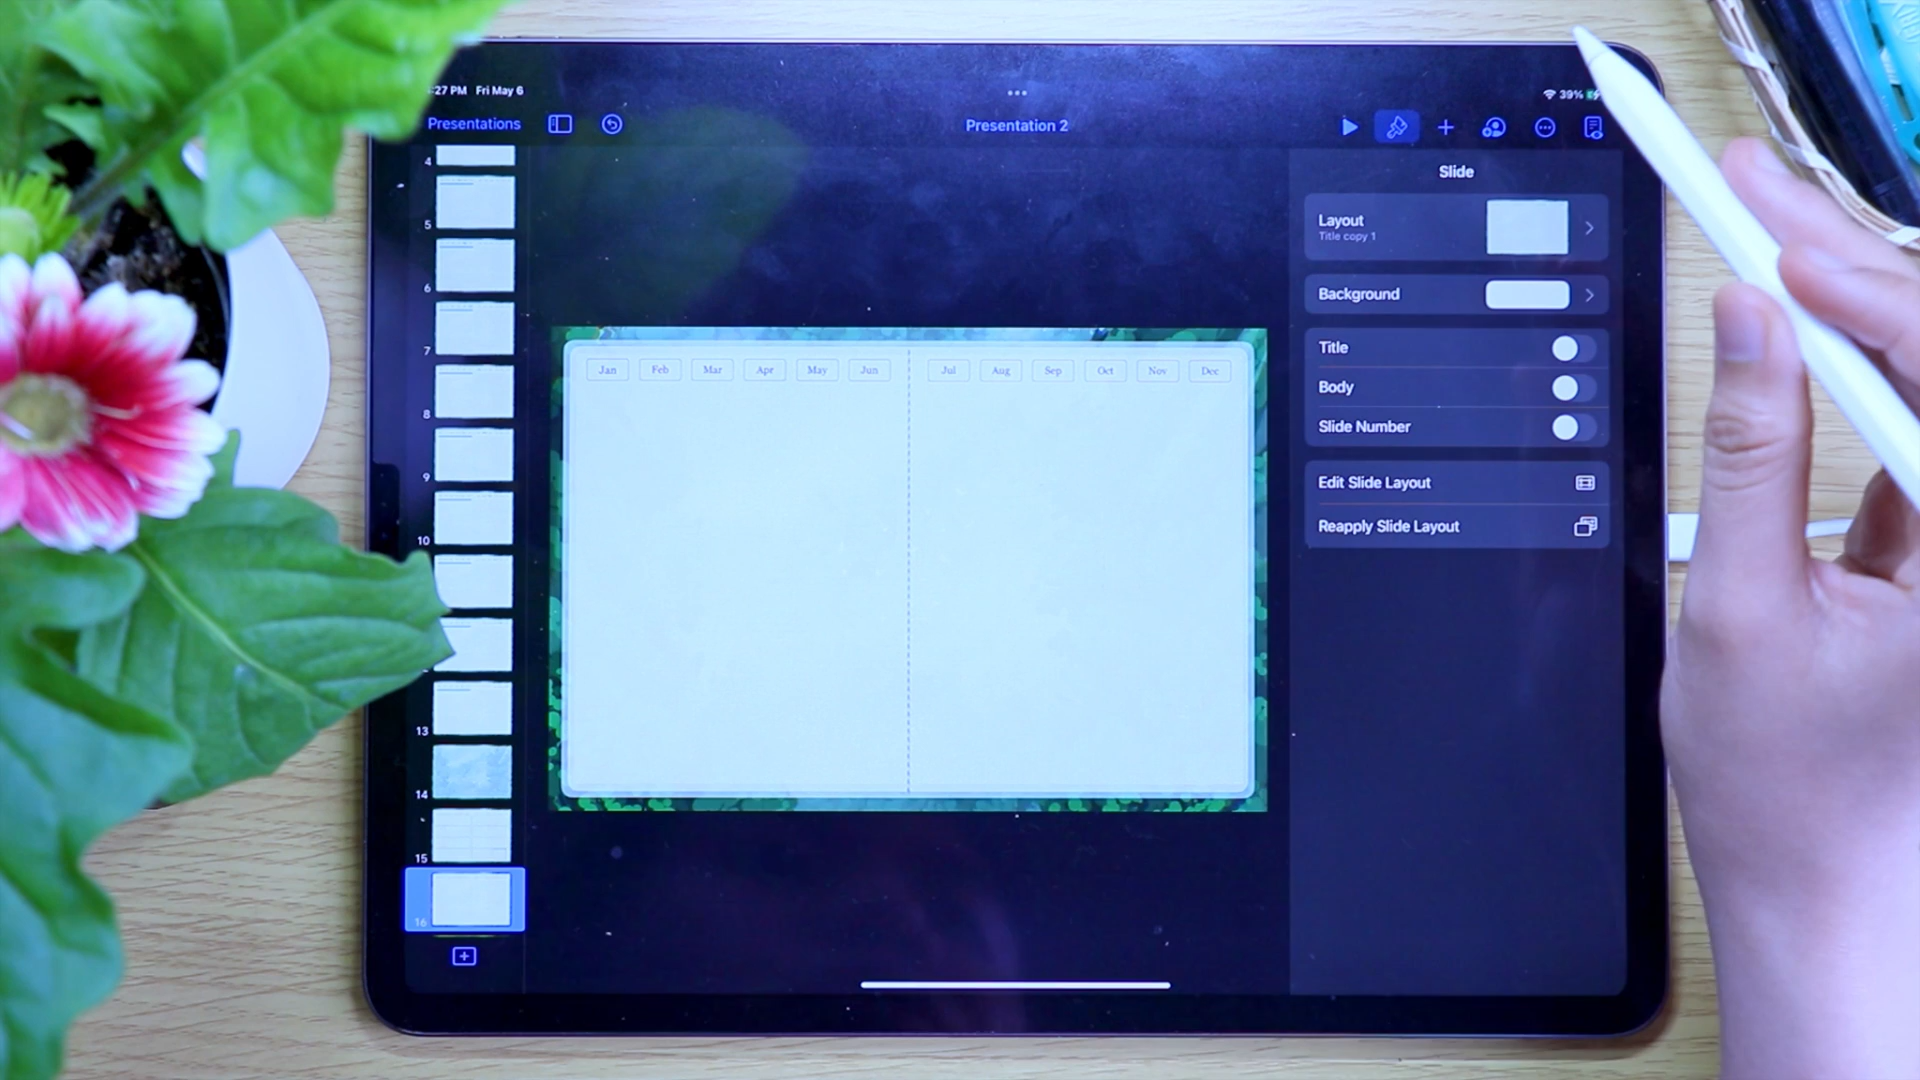 :27 PM Fri May 6
39%
Presentations
Presentation 2
Slide
Layout
Title copy 1
Background
Title
Body
Slide Number
Edit Slide Layout
Reapply Slide Layout
Jan Feb Mar Apr May Jun Jul Aug Sep Oct Nov Dec
4
5
6
7
8
9
10
13
14
15
16